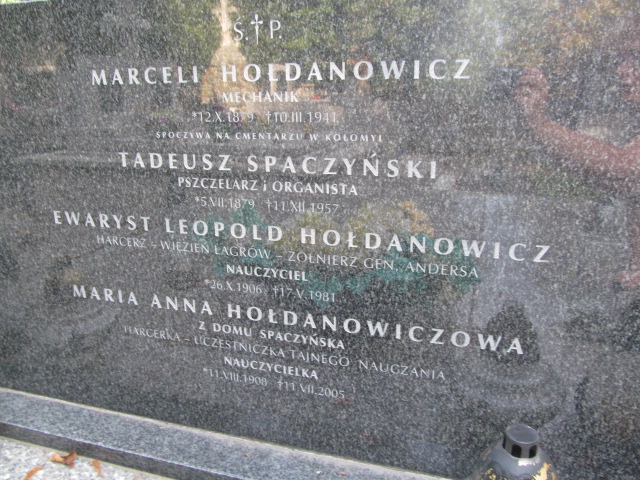 Ś.†P.
MARCELI HOŁDANOWICZ
MECHANIK
*12.X.1879 †10.III.1941
SPOCZYWA NA CMENTARZU W KOŁOMYI
TADEUSZ SPACZYŃSKI
PSZCZELARZ i ORGANISTA
*5.VII.1879 †11.XII.1957
EWARYST LEOPOLD HOŁDANOWICZ
HARCERZ - WIĘZIEŃ ŁAGRÓW - ŻOŁNIERZ GEN. ANDERSA
NAUCZYCIEL
*26.X.1906 †17.V.1981
MARIA ANNA HOŁDANOWICZOWA
Z DOMU SPACZYŃSKA
HARCERKA - UCZESTNICZKA TAJNEGO NAUCZANIA
NAUCZYCIELKA
*11.VIII.1908 †11.VII.2005